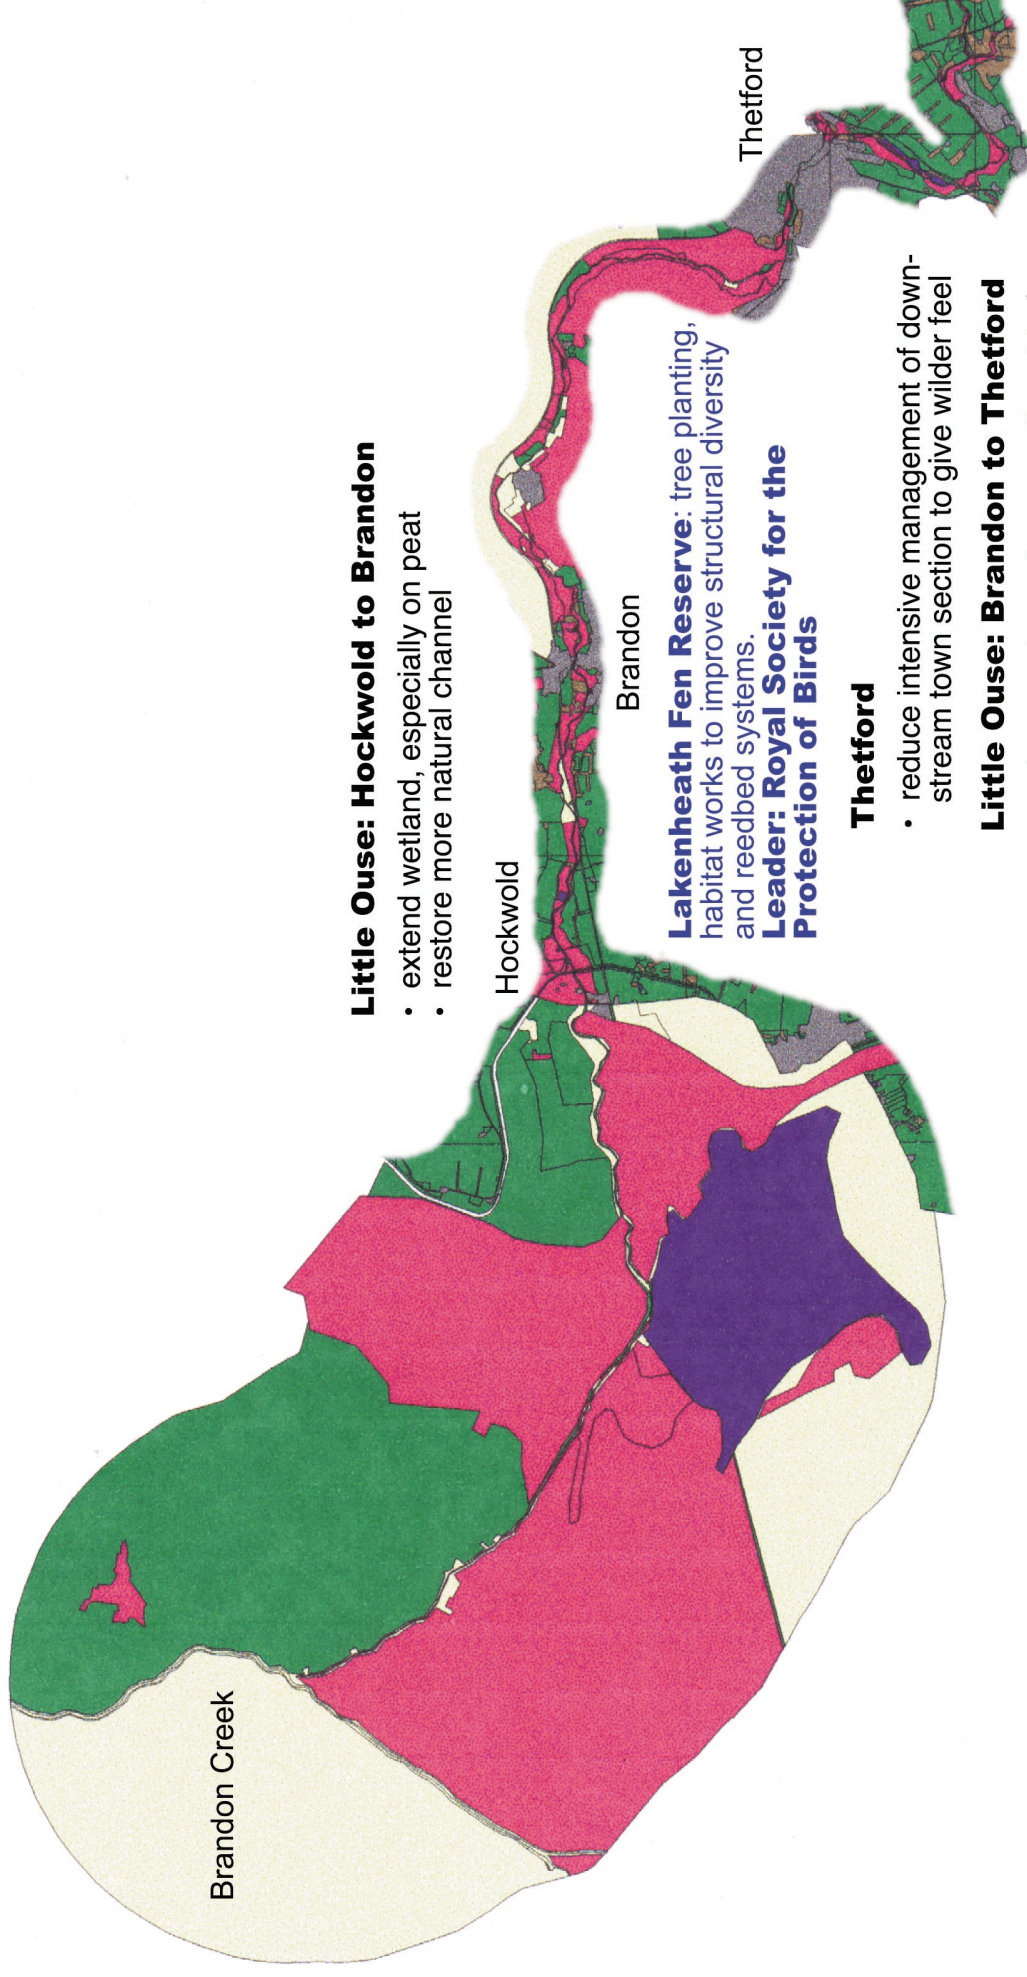 Little Ouse: Hockwold to Brandon
• extend wetland, especially on peat
• restore more natural channel
Brandon Creek
Hockwold
Brandon
Thetford
Lakenheath Fen Reserve: tree planting,
habitat works to improve structural diversity
and reedbed systems.
Leader: Royal Society for the
Protection of Birds
Thetford
• reduce intensive management of down-
stream town section to give wilder feel
Little Ouse: Brandon to Thetford